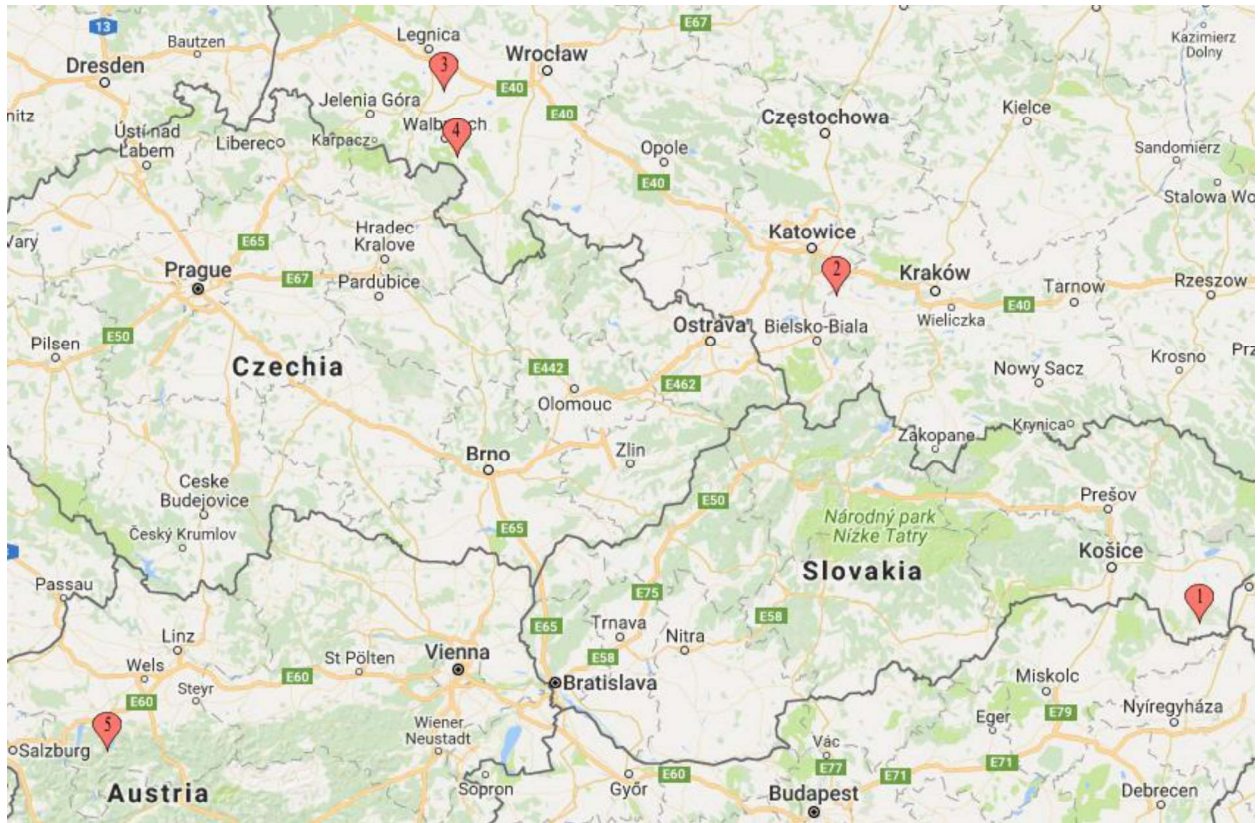 E67
13
Bautzen
Legnica
Wrocław
Kazimierz
Dolny
Dresden
3
E40
Jelenia Góra
E40
Kielce
nitz
Ústí nad
Labem
Liberec
Karpacz
4
Częstochowa
Opole
Sandomierz
E40
Stalowa Wo
Vary
Hradec
Kralove
E65
Katowice
Prague
E67
Pardubice
2
Kraków
Rzeszow
Tarnow
E40
Wieliczka
E50
Pilsen
Ostrava
Bielsko-Biala
Czechia
E442
E462
Krosno
Prz
Nowy Sacz
Olomouc
Krynica
Zakopane
Brno
Zlin
Ceske
Budejovice
E50
Prešov
Český Krumlov
E65
Národný park
Nízke Tatry
Košice
Slovakia
Passau
E75
1
Trnava
E65
Nitra
E58
Linz
St Pölten
Vienna
E58
Wels
E60
Bratislava
Miskolc
Steyr
E60
Nyíregyháza
E79
Eger
5
Salzburg
Wiener
Neustadt
Vác
Sopron
E60
Győr
E77
E71
E71
Austria
Budapest
Debrecen